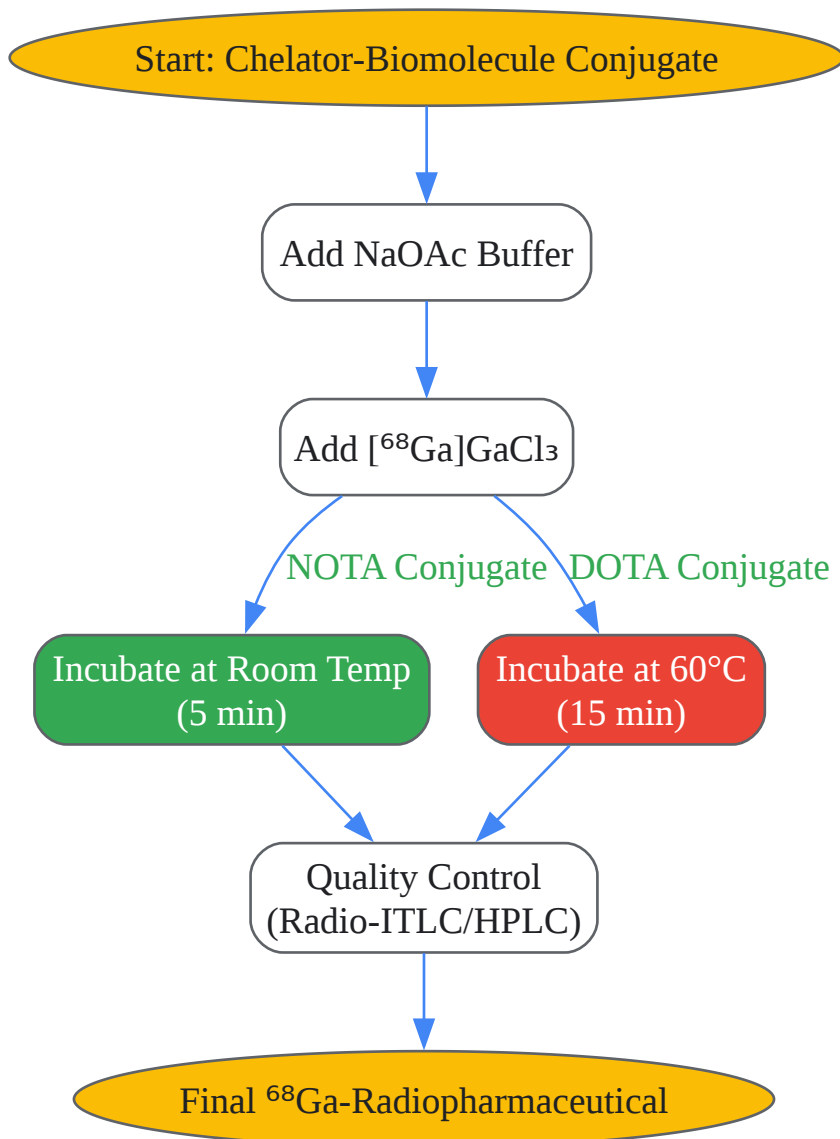 Start: Chelator-Biomolecule Conjugate
Add NaOAc Buffer
Add [⁶⁸Ga]GaCl₃
NOTA Conjugate
DOTA Conjugate
Incubate at Room Temp
(5 min)
Incubate at 60°C
(15 min)
Quality Control
(Radio-ITLC/HPLC)
Final ⁶⁸Ga-Radiopharmaceutical